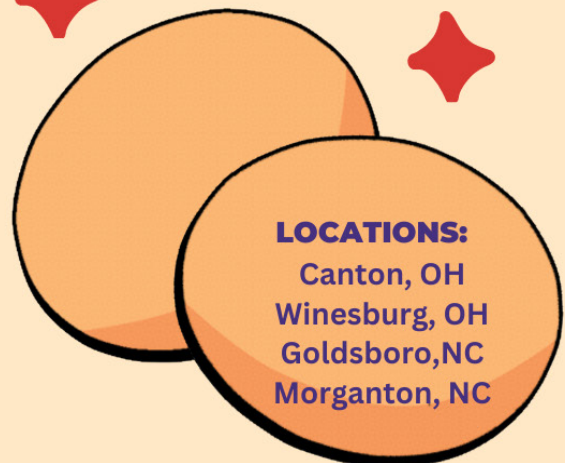 LOCATIONS:
Canton, OH
Winesburg, OH
Goldsboro,NC
Morganton, NC